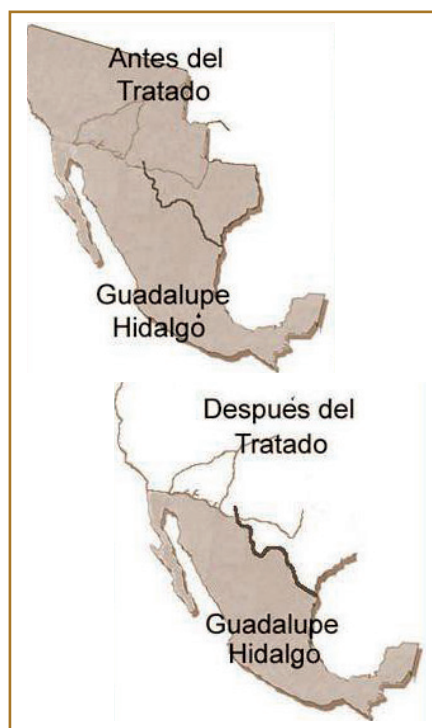 Antes del
Tratado
Guadalupe
Hidalgo
Después del
Tratado
Guadalupe
Hidalgo